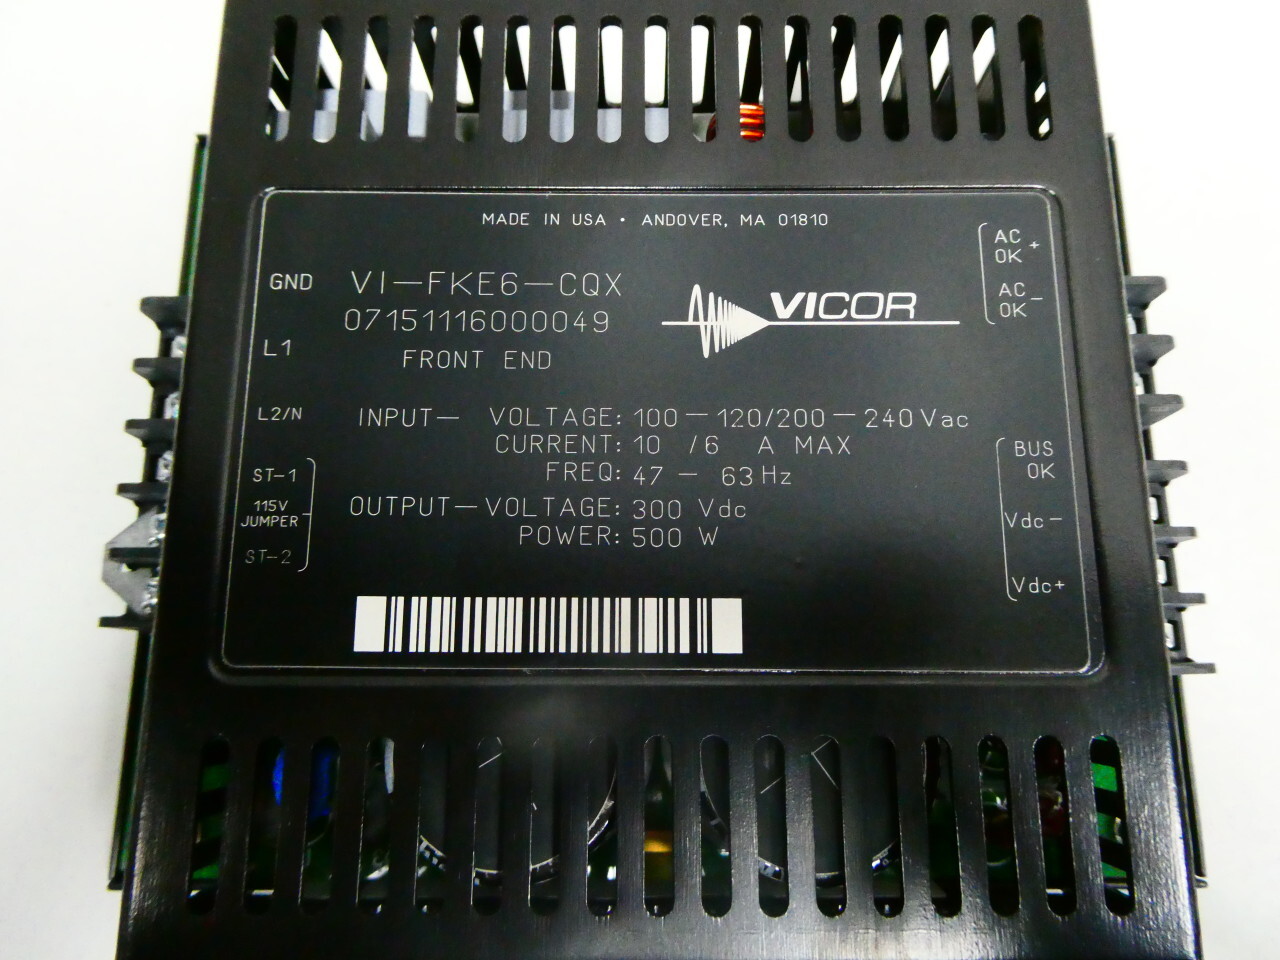 MADE IN USA • ANDOVER, MA 01810
AC OK +
AC OK -
GND
L1
L2/N
ST-1
115V JUMPER
ST-2
VI-FKE6-CQX
07151116000049
FRONT END
VICOR
INPUT- VOLTAGE: 100-120/200-240 Vac
CURRENT: 10 /6 A MAX
FREQ: 47 - 63 Hz
OUTPUT-VOLTAGE: 300 Vdc
POWER: 500 W
BUS OK
Vdc-
Vdc+